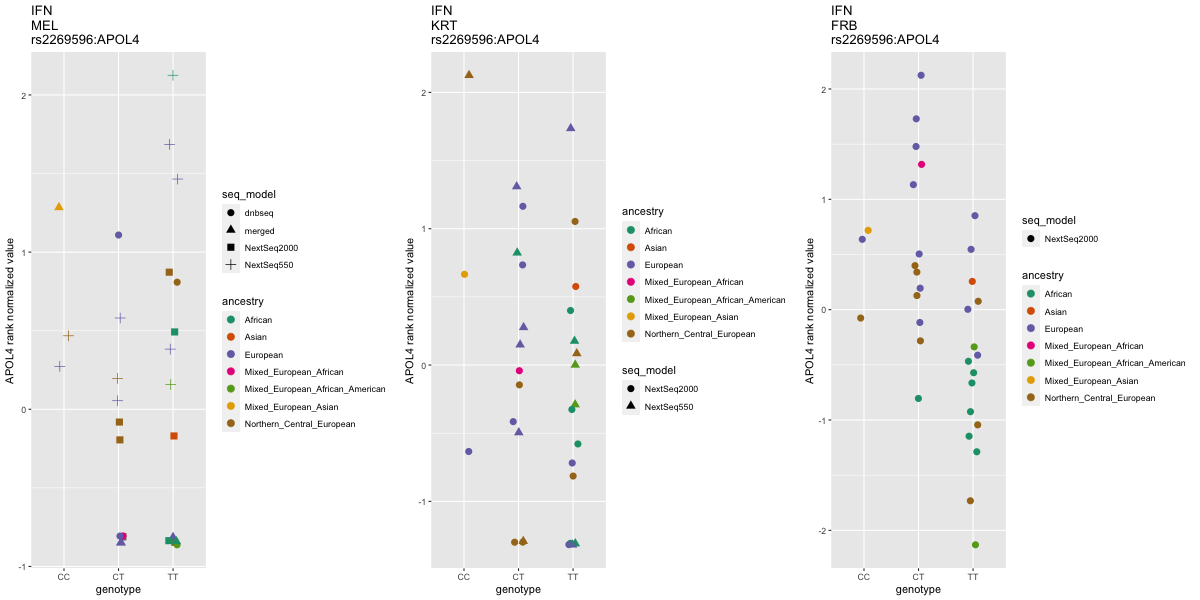 IFN
MEL
rs2269596:APOL4
APOL4 rank normalized value
2
1
0
-1
CC
CT
TT
genotype
seq_model
dnbseq
merged
NextSeq2000
NextSeq550
ancestry
African
Asian
European
Mixed_European_African
Mixed_European_African_American
Mixed_European_Asian
Northern_Central_European
IFN
KRT
rs2269596:APOL4
APOL4 rank normalized value
2
1
0
-1
CC
CT
TT
genotype
ancestry
African
Asian
European
Mixed_European_African
Mixed_European_African_American
Mixed_European_Asian
Northern_Central_European
seq_model
NextSeq2000
NextSeq550
IFN
FRB
rs2269596:APOL4
APOL4 rank normalized value
2
1
0
-1
-2
CC
CT
TT
genotype
seq_model
NextSeq2000
ancestry
African
Asian
European
Mixed_European_African
Mixed_European_African_American
Mixed_European_Asian
Northern_Central_European